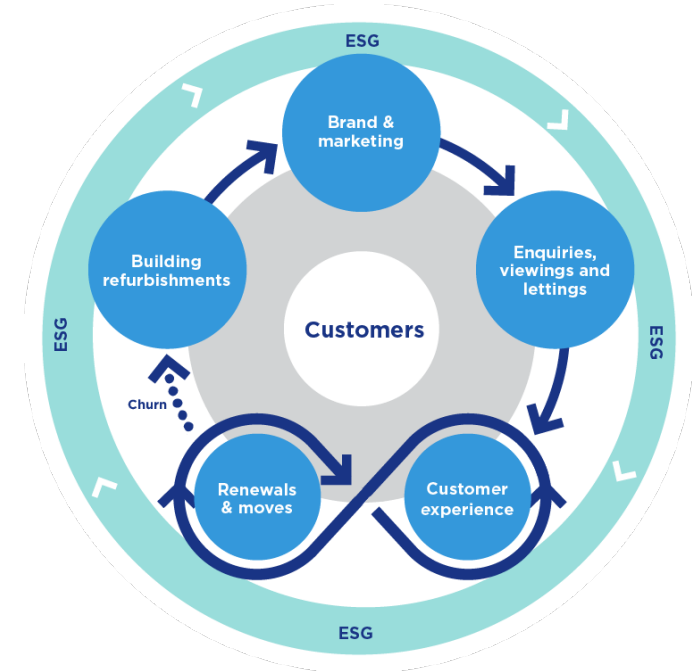 ESG
Brand &
marketing
Building
refurbishments
Enquiries,
viewings and
lettings
Customers
ESG
ESG
Churn
Renewals
& moves
Customer
experience
ESG